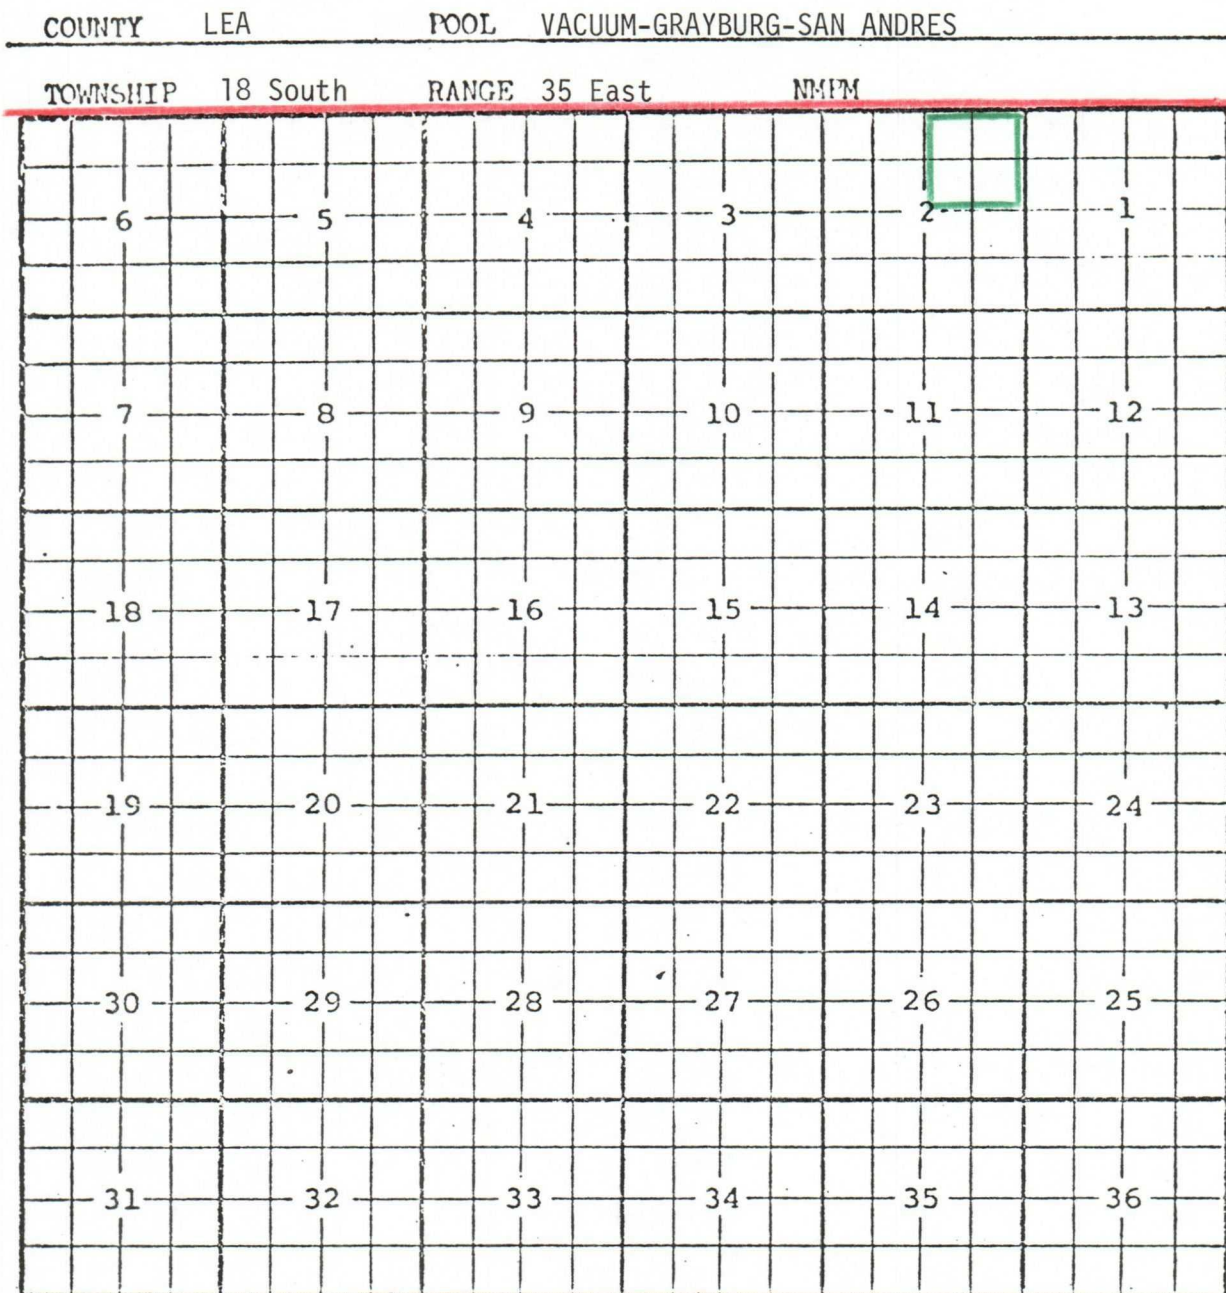 COUNTY LEA POOL VACUUM-GRAYBURG-SAN ANDRES
TOWNSHIP 18 South RANGE 35 East NMPM
6 5 4 3 2 1
7 8 9 10 11 12
18 17 16 15 14 13
19 20 21 22 23 24
30 29 28 27 26 25
31 32 33 34 35 36